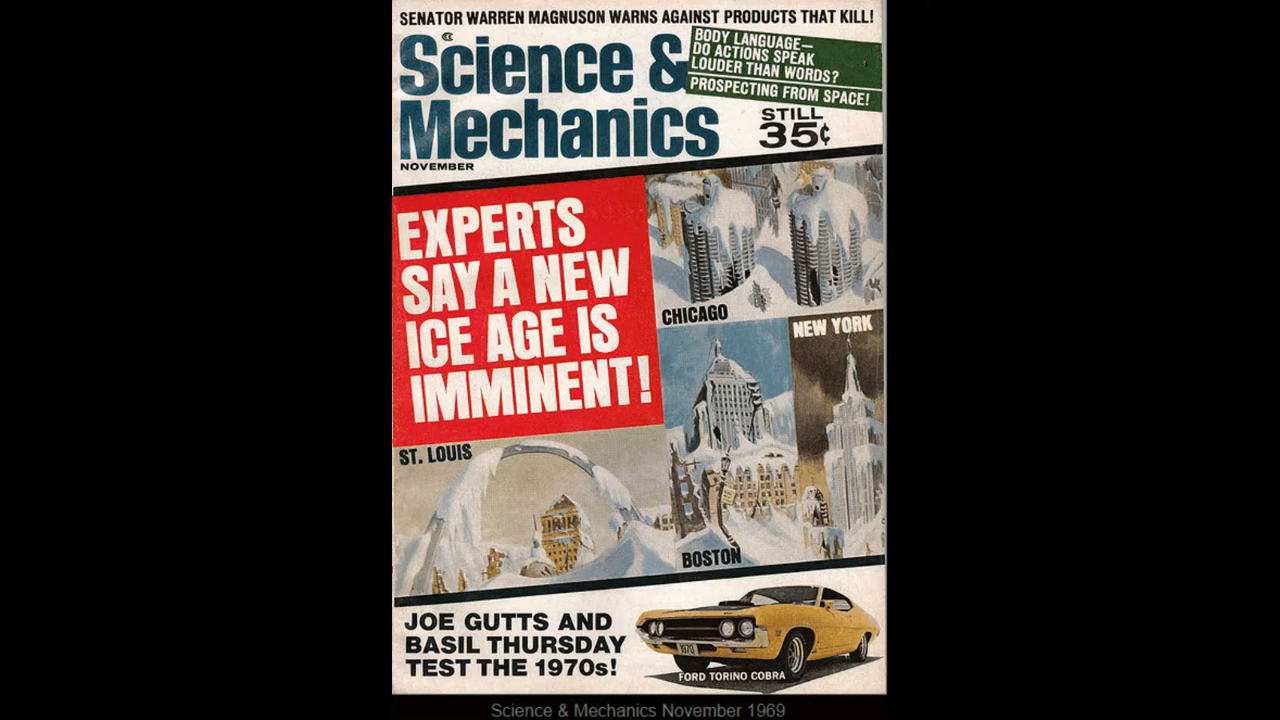 SENATOR WARREN MAGNUSON WARNS AGAINST PRODUCTS THAT KILL!
Science &
Mechanics
NOVEMBER
BODY LANGUAGE—
DO ACTIONS SPEAK
LOUDER THAN WORDS?
PROSPECTING FROM SPACE!
STILL
35¢
EXPERTS
SAY A NEW
ICE AGE IS
IMMINENT!
CHICAGO
NEW YORK
ST. LOUIS
BOSTON
JOE GUTTS AND
BASIL THURSDAY
TEST THE 1970s!
1970
FORD TORINO COBRA
Science & Mechanics November 1969